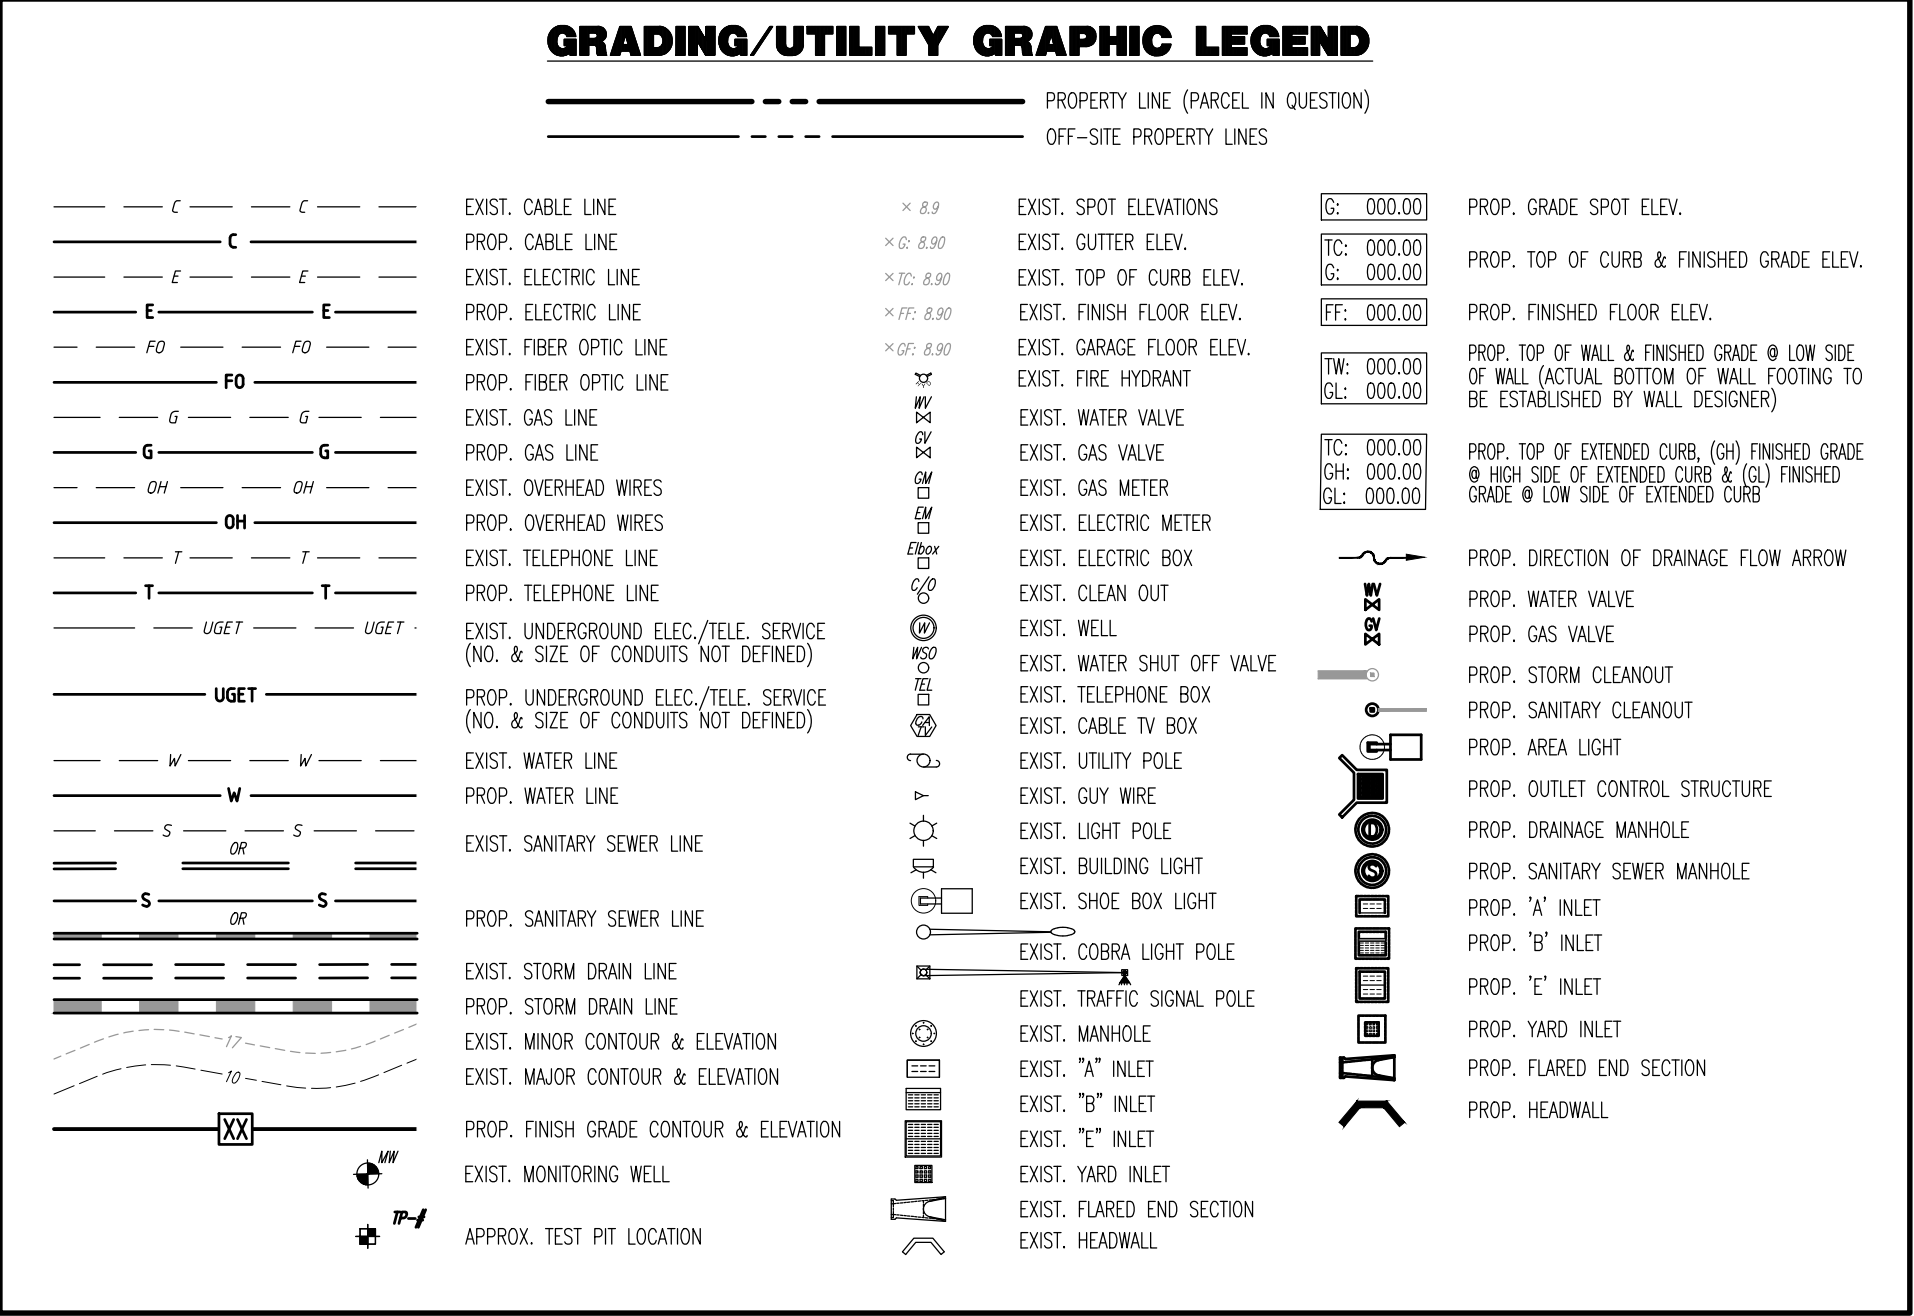 GRADING/UTILITY GRAPHIC LEGEND
PROPERTY LINE (PARCEL IN QUESTION)
OFF-SITE PROPERTY LINES
C C EXIST. CABLE LINE
C PROP. CABLE LINE
E E EXIST. ELECTRIC LINE
E E PROP. ELECTRIC LINE
FO FO EXIST. FIBER OPTIC LINE
FO PROP. FIBER OPTIC LINE
G G EXIST. GAS LINE
G G PROP. GAS LINE
OH OH EXIST. OVERHEAD WIRES
OH PROP. OVERHEAD WIRES
T T EXIST. TELEPHONE LINE
T T PROP. TELEPHONE LINE
UGET UGET EXIST. UNDERGROUND ELEC./TELE. SERVICE
(NO. & SIZE OF CONDUITS NOT DEFINED)
UGET PROP. UNDERGROUND ELEC./TELE. SERVICE
(NO. & SIZE OF CONDUITS NOT DEFINED)
W W EXIST. WATER LINE
W PROP. WATER LINE
S S
OR EXIST. SANITARY SEWER LINE
S S
OR PROP. SANITARY SEWER LINE
EXIST. STORM DRAIN LINE
PROP. STORM DRAIN LINE
17 EXIST. MINOR CONTOUR & ELEVATION
10 EXIST. MAJOR CONTOUR & ELEVATION
XX PROP. FINISH GRADE CONTOUR & ELEVATION
MW
EXIST. MONITORING WELL
TP-#
APPROX. TEST PIT LOCATION
× 8.9 EXIST. SPOT ELEVATIONS
× G: 8.90 EXIST. GUTTER ELEV.
× TC: 8.90 EXIST. TOP OF CURB ELEV.
× FF: 8.90 EXIST. FINISH FLOOR ELEV.
× GF: 8.90 EXIST. GARAGE FLOOR ELEV.
EXIST. FIRE HYDRANT
WV EXIST. WATER VALVE
GV EXIST. GAS VALVE
GM EXIST. GAS METER
EM EXIST. ELECTRIC METER
Elbox EXIST. ELECTRIC BOX
C/O EXIST. CLEAN OUT
W EXIST. WELL
WSO EXIST. WATER SHUT OFF VALVE
TEL EXIST. TELEPHONE BOX
CA
TV EXIST. CABLE TV BOX
EXIST. UTILITY POLE
EXIST. GUY WIRE
EXIST. LIGHT POLE
EXIST. BUILDING LIGHT
EXIST. SHOE BOX LIGHT
EXIST. COBRA LIGHT POLE
EXIST. TRAFFIC SIGNAL POLE
EXIST. MANHOLE
EXIST. "A" INLET
EXIST. "B" INLET
EXIST. "E" INLET
EXIST. YARD INLET
EXIST. FLARED END SECTION
EXIST. HEADWALL
G: 000.00 PROP. GRADE SPOT ELEV.
TC: 000.00
G: 000.00
PROP. TOP OF CURB & FINISHED GRADE ELEV.
FF: 000.00 PROP. FINISHED FLOOR ELEV.
TW: 000.00
GL: 000.00
PROP. TOP OF WALL & FINISHED GRADE @ LOW SIDE
OF WALL (ACTUAL BOTTOM OF WALL FOOTING TO
BE ESTABLISHED BY WALL DESIGNER)
TC: 000.00
GH: 000.00
GL: 000.00
PROP. TOP OF EXTENDED CURB, (GH) FINISHED GRADE
@ HIGH SIDE OF EXTENDED CURB & (GL) FINISHED
GRADE @ LOW SIDE OF EXTENDED CURB
PROP. DIRECTION OF DRAINAGE FLOW ARROW
WV PROP. WATER VALVE
GV PROP. GAS VALVE
PROP. STORM CLEANOUT
PROP. SANITARY CLEANOUT
PROP. AREA LIGHT
PROP. OUTLET CONTROL STRUCTURE
D PROP. DRAINAGE MANHOLE
S PROP. SANITARY SEWER MANHOLE
PROP. 'A' INLET
PROP. 'B' INLET
PROP. 'E' INLET
PROP. YARD INLET
PROP. FLARED END SECTION
PROP. HEADWALL